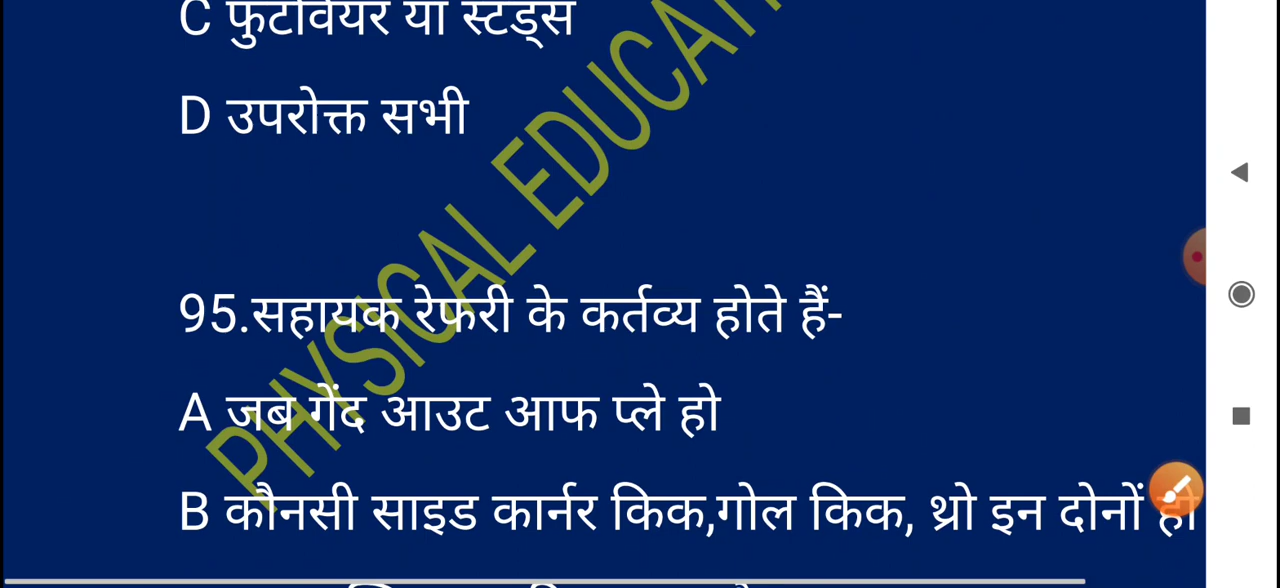 C फुटवियर या स्टड्स
D उपरोक्त सभी
PHYSICAL EDUCAT
95.सहायक रेफरी के कर्तव्य होते हैं-
A जब गेंद आउट आफ प्ले हो
B कौनसी साइड कार्नर किक,गोल किक, थ्रो इन दोनों